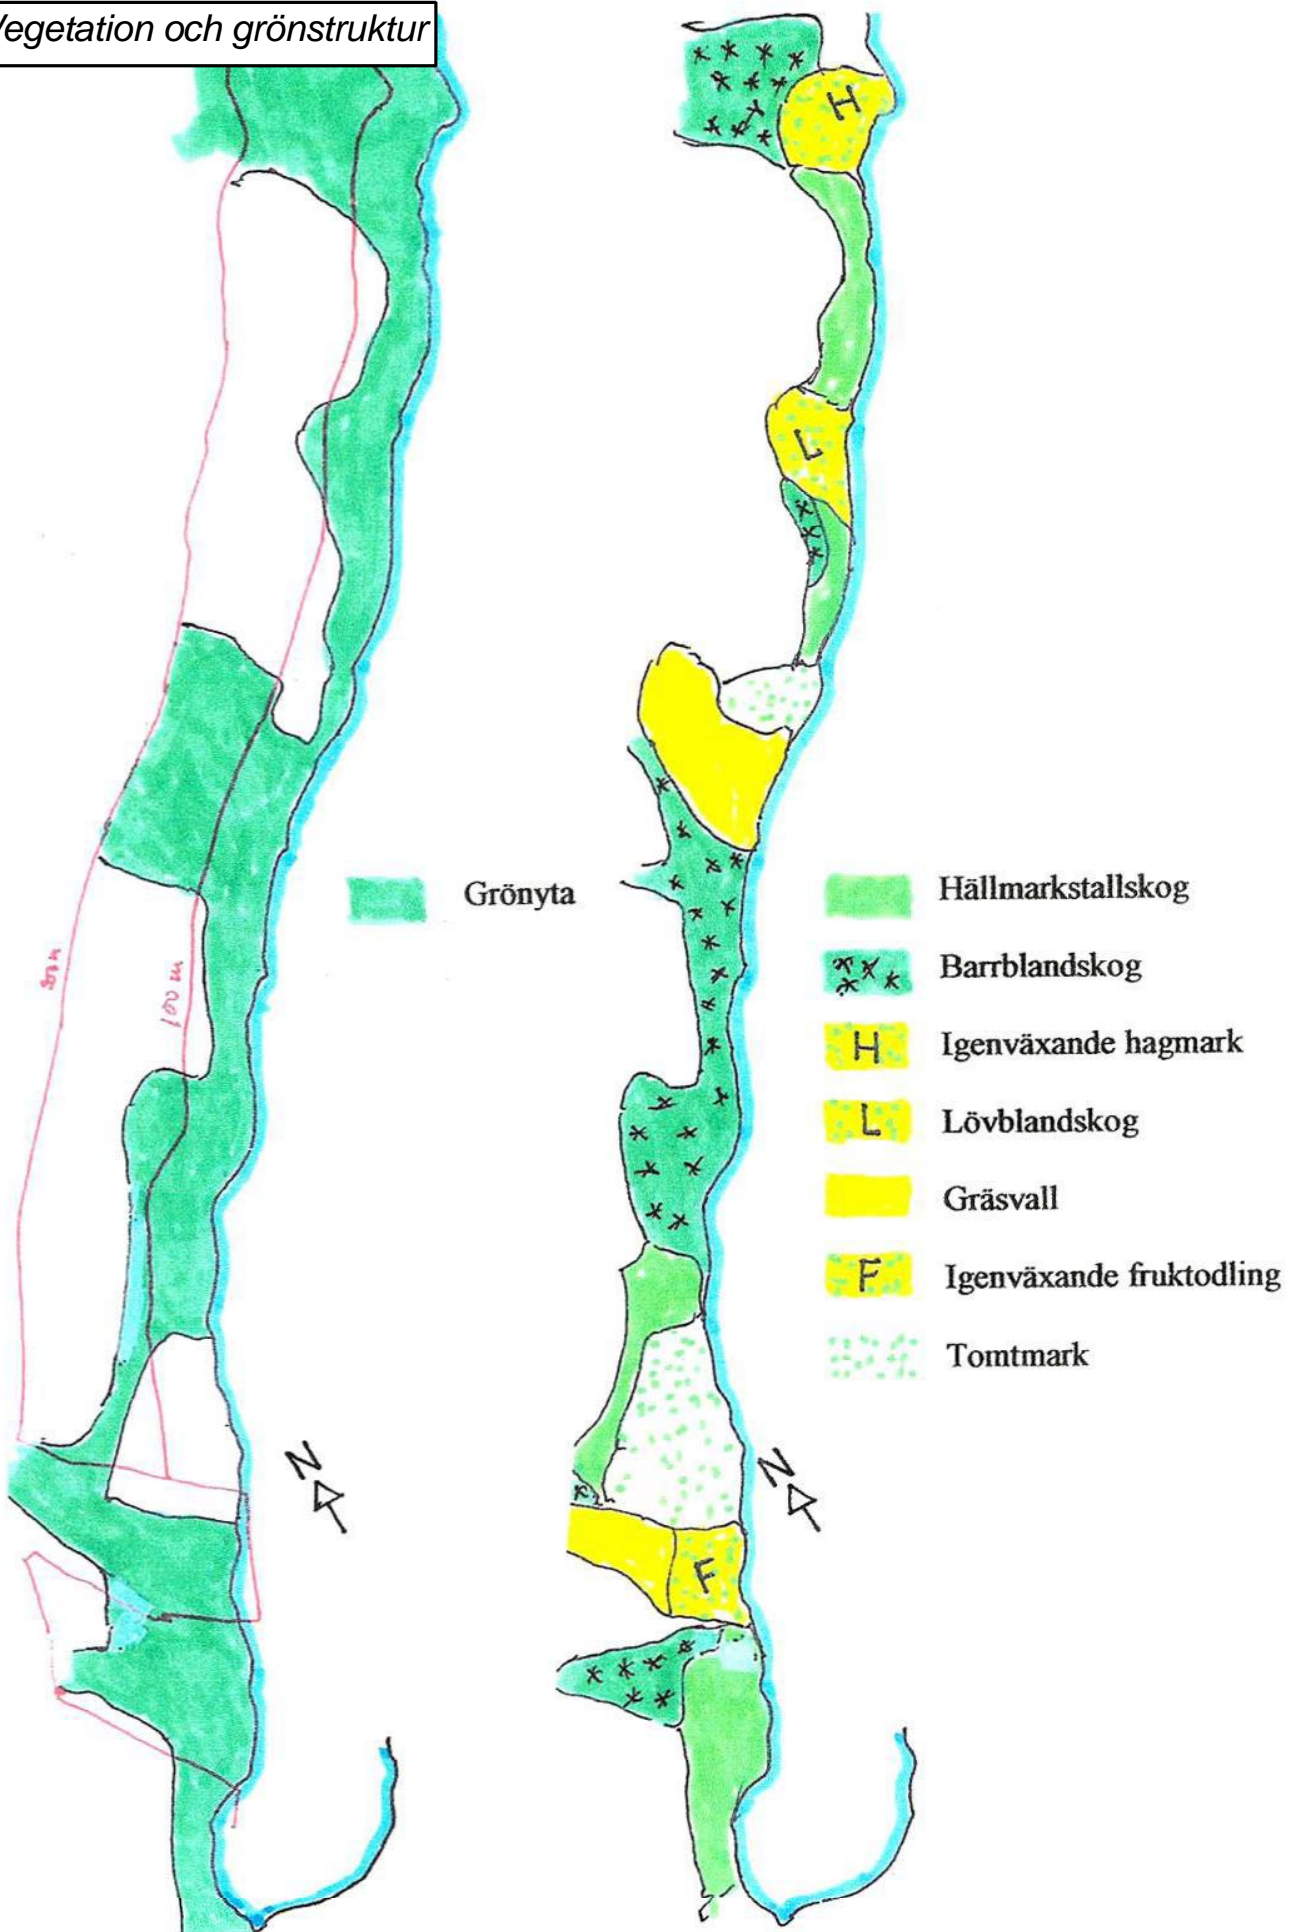 Vegetation och grönstruktur
H
L
Grönyta
Hällmarkstallskog
Barrblandskog
H Igenväxande hagmark
100 m
L Lövblandskog
Gräsvall
F Igenväxande fruktodling
Tomtmark
N
N
F